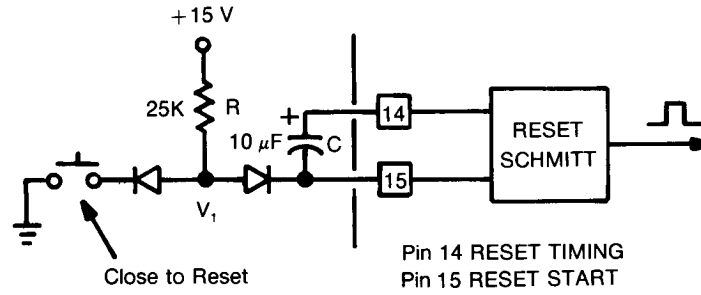 +15 V
25K
R
+
10 μF
C
14
15
RESET
SCHMITT
V₁
Close to Reset
Pin 14 RESET TIMING
Pin 15 RESET START